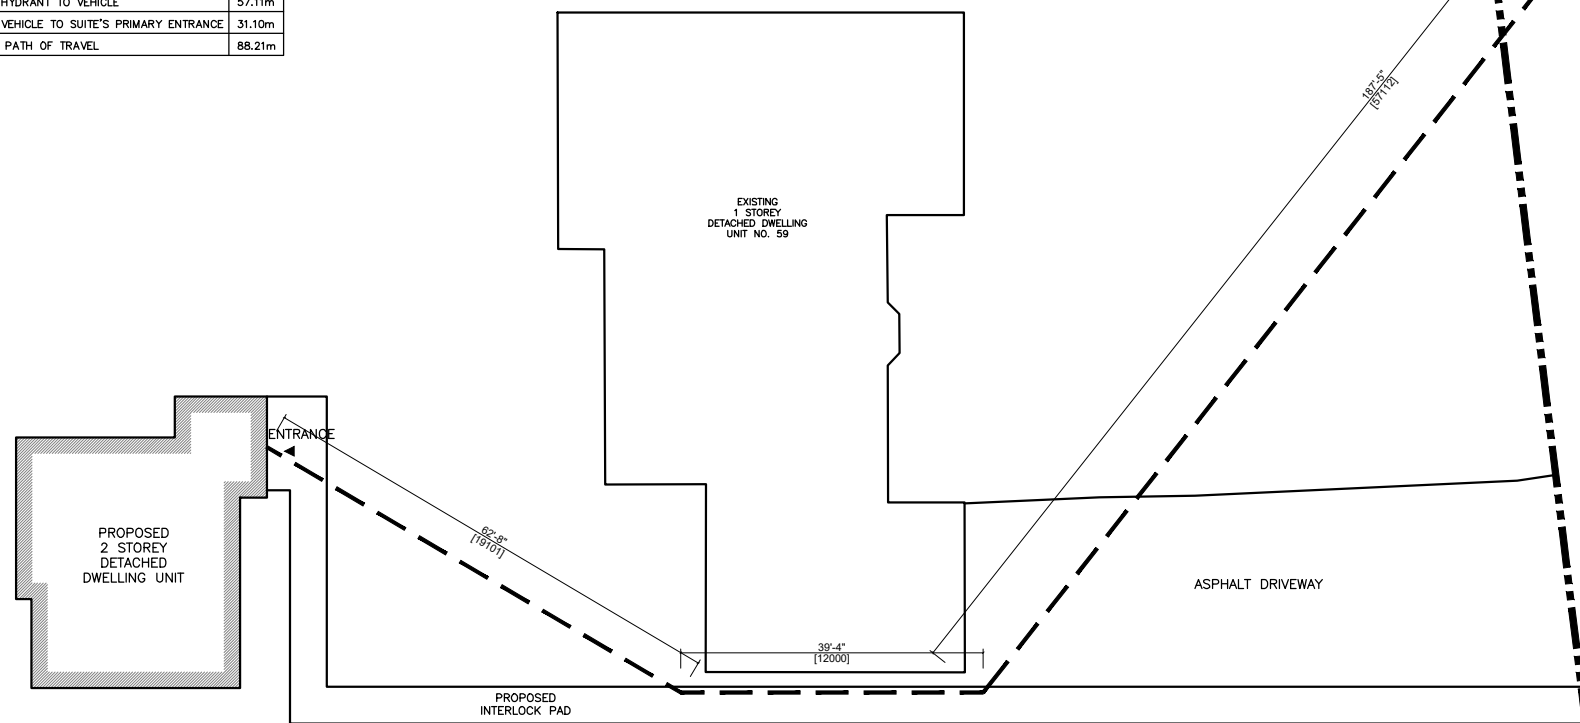 HYDRANT TO VEHICLE 57.11m
VEHICLE TO SUITE'S PRIMARY ENTRANCE 31.10m
PATH OF TRAVEL 88.21m
187'-5"
[57112]
EXISTING
1 STOREY
DETACHED DWELLING
UNIT NO. 59
ENTRANCE
62'-8"
[19101]
PROPOSED
2 STOREY
DETACHED
DWELLING UNIT
ASPHALT DRIVEWAY
39'-4"
[12000]
PROPOSED
INTERLOCK PAD